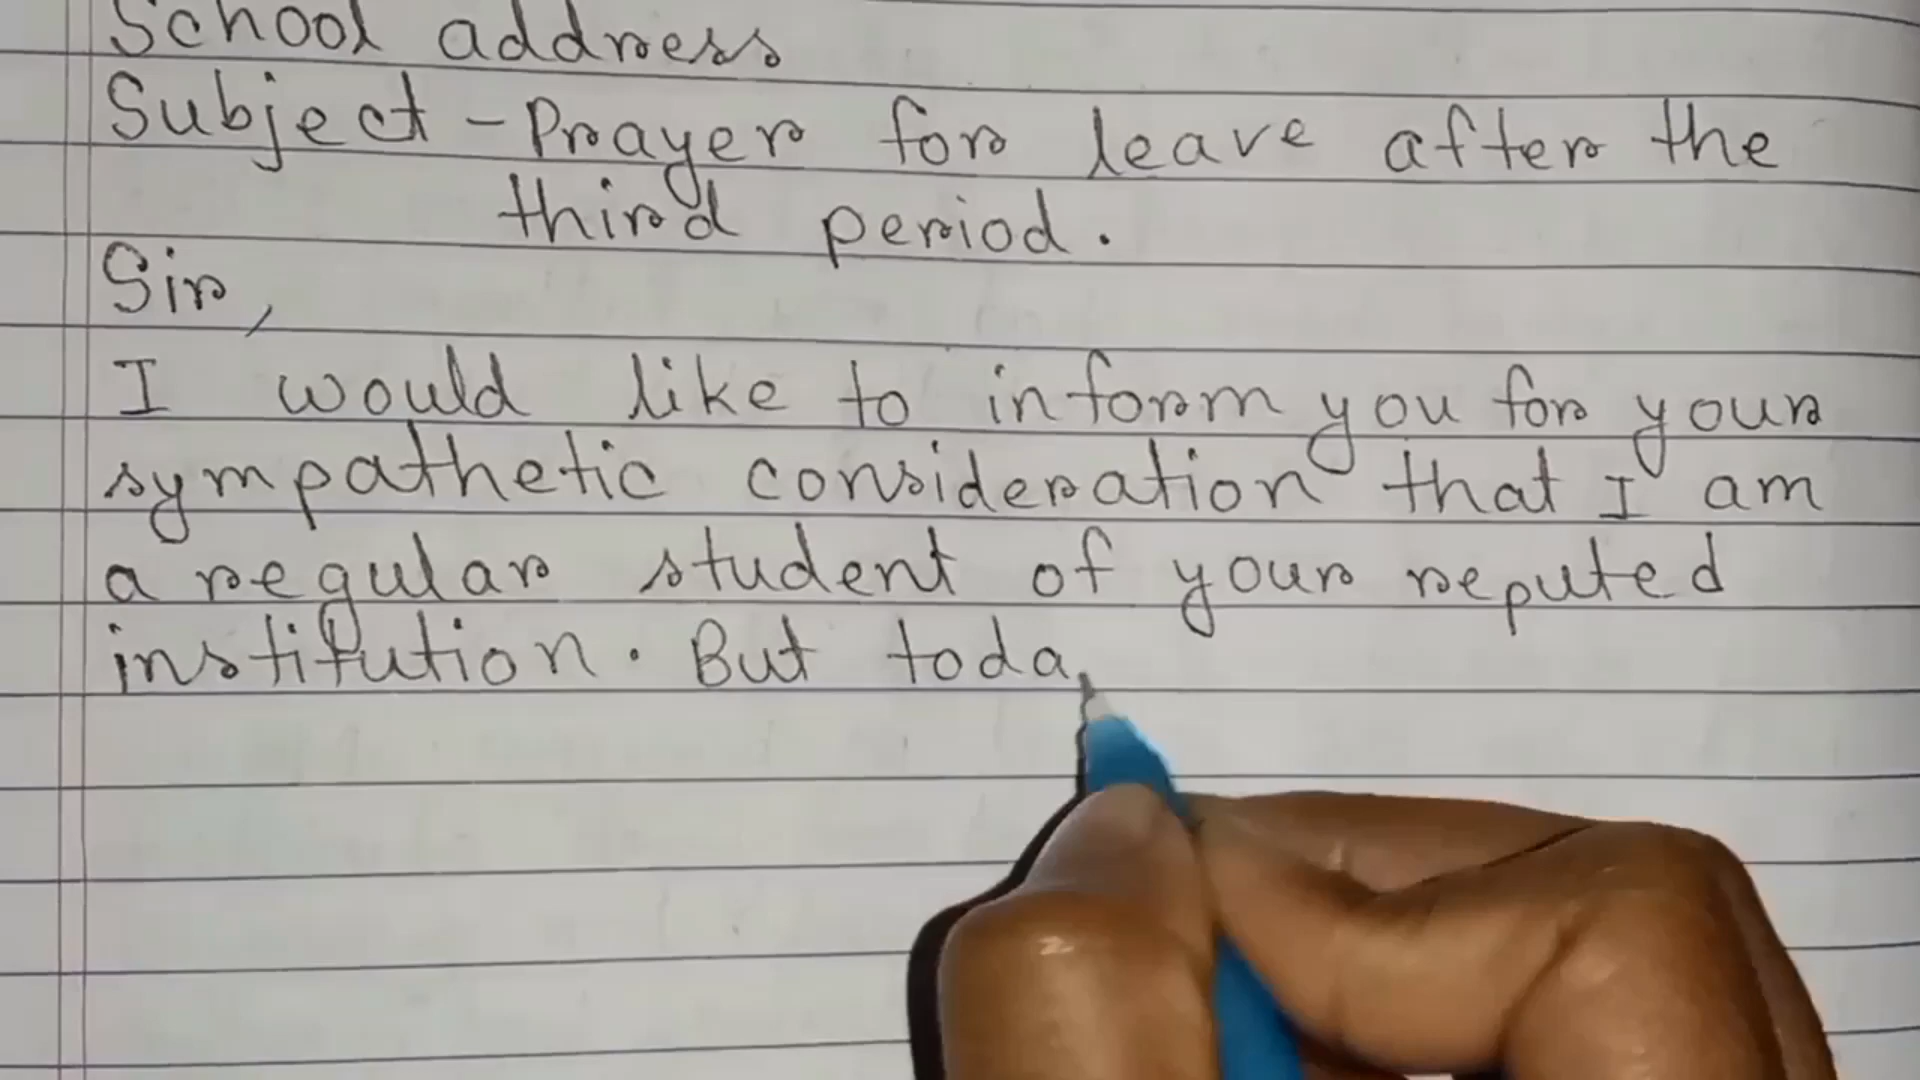 School address
Subject - Prayer for leave after the
third period.
Sir,
I would like to inform you for your
sympathetic consideration that I am
a regular student of your reputed
institution. But toda